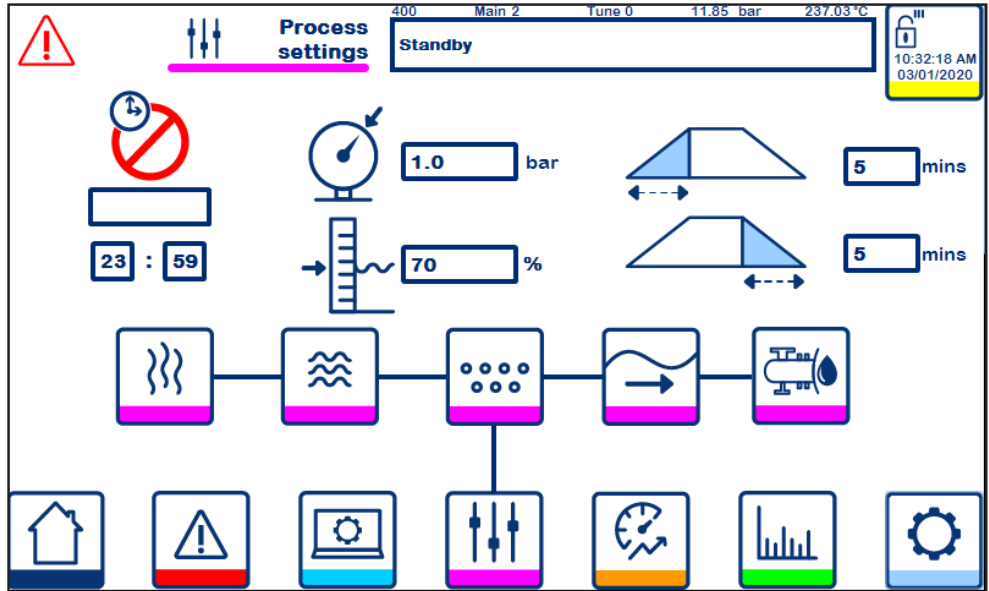 400 Main 2 Tune 0 11.85 bar 237.03 °C
Process
settings
Standby
10:32:18 AM
03/01/2020
1.0 bar
5 mins
23 : 59
70 %
5 mins